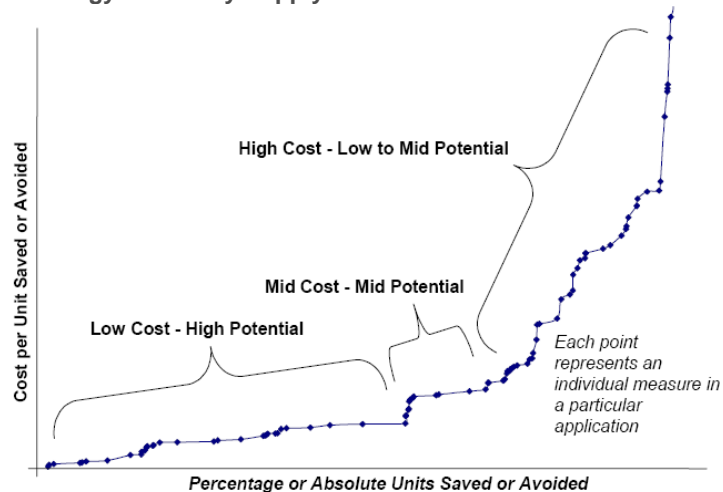 High Cost - Low to Mid Potential
Mid Cost - Mid Potential
Low Cost - High Potential
Cost per Unit Saved or Avoided
Each point
represents an
individual measure in
a particular
application
Percentage or Absolute Units Saved or Avoided